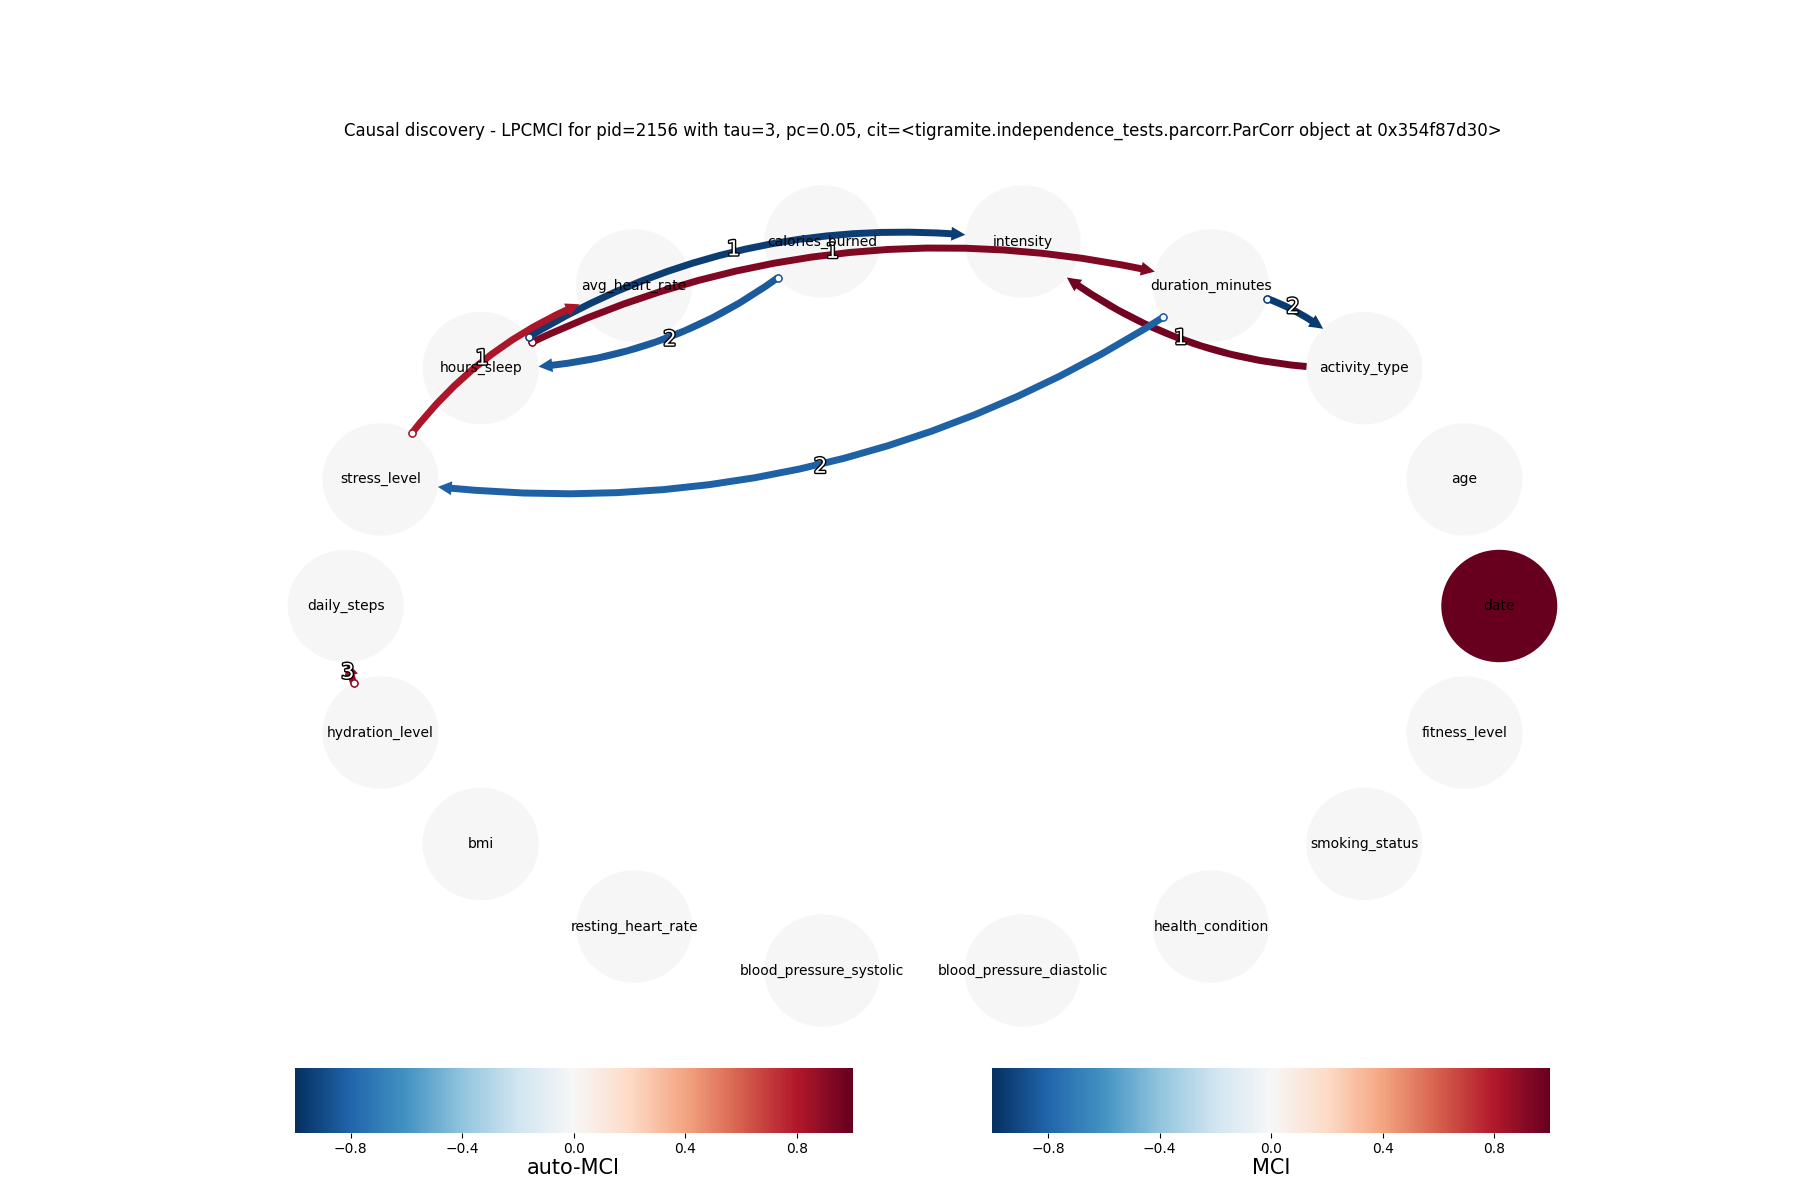 Causal discovery - LPCMCI for pid=2156 with tau=3, pc=0.05, cit=<tigramite.independence_tests.parcorr.ParCorr object at 0x354f87d30>
calories_burned
intensity
1
1
avg_heart_rate
duration_minutes
2
2
1
1
hours_sleep
activity_type
2
stress_level
age
daily_steps
date
3
hydration_level
fitness_level
bmi
smoking_status
resting_heart_rate
health_condition
blood_pressure_systolic
blood_pressure_diastolic
−0.8 −0.4 0.0 0.4 0.8
auto-MCI
−0.8 −0.4 0.0 0.4 0.8
MCI